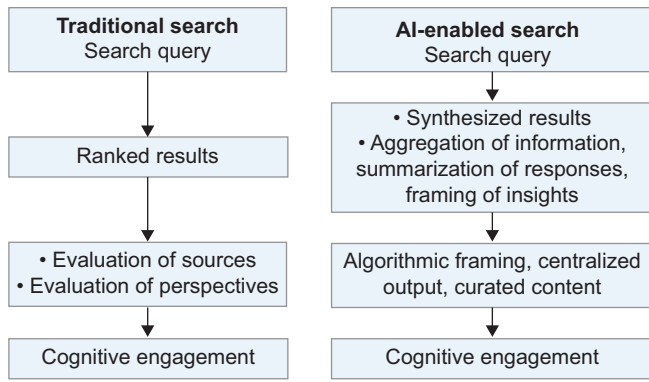 Traditional search
Search query
Ranked results
• Evaluation of sources
• Evaluation of perspectives
Cognitive engagement
AI-enabled search
Search query
• Synthesized results
• Aggregation of information,
summarization of responses,
framing of insights
Algorithmic framing, centralized
output, curated content
Cognitive engagement